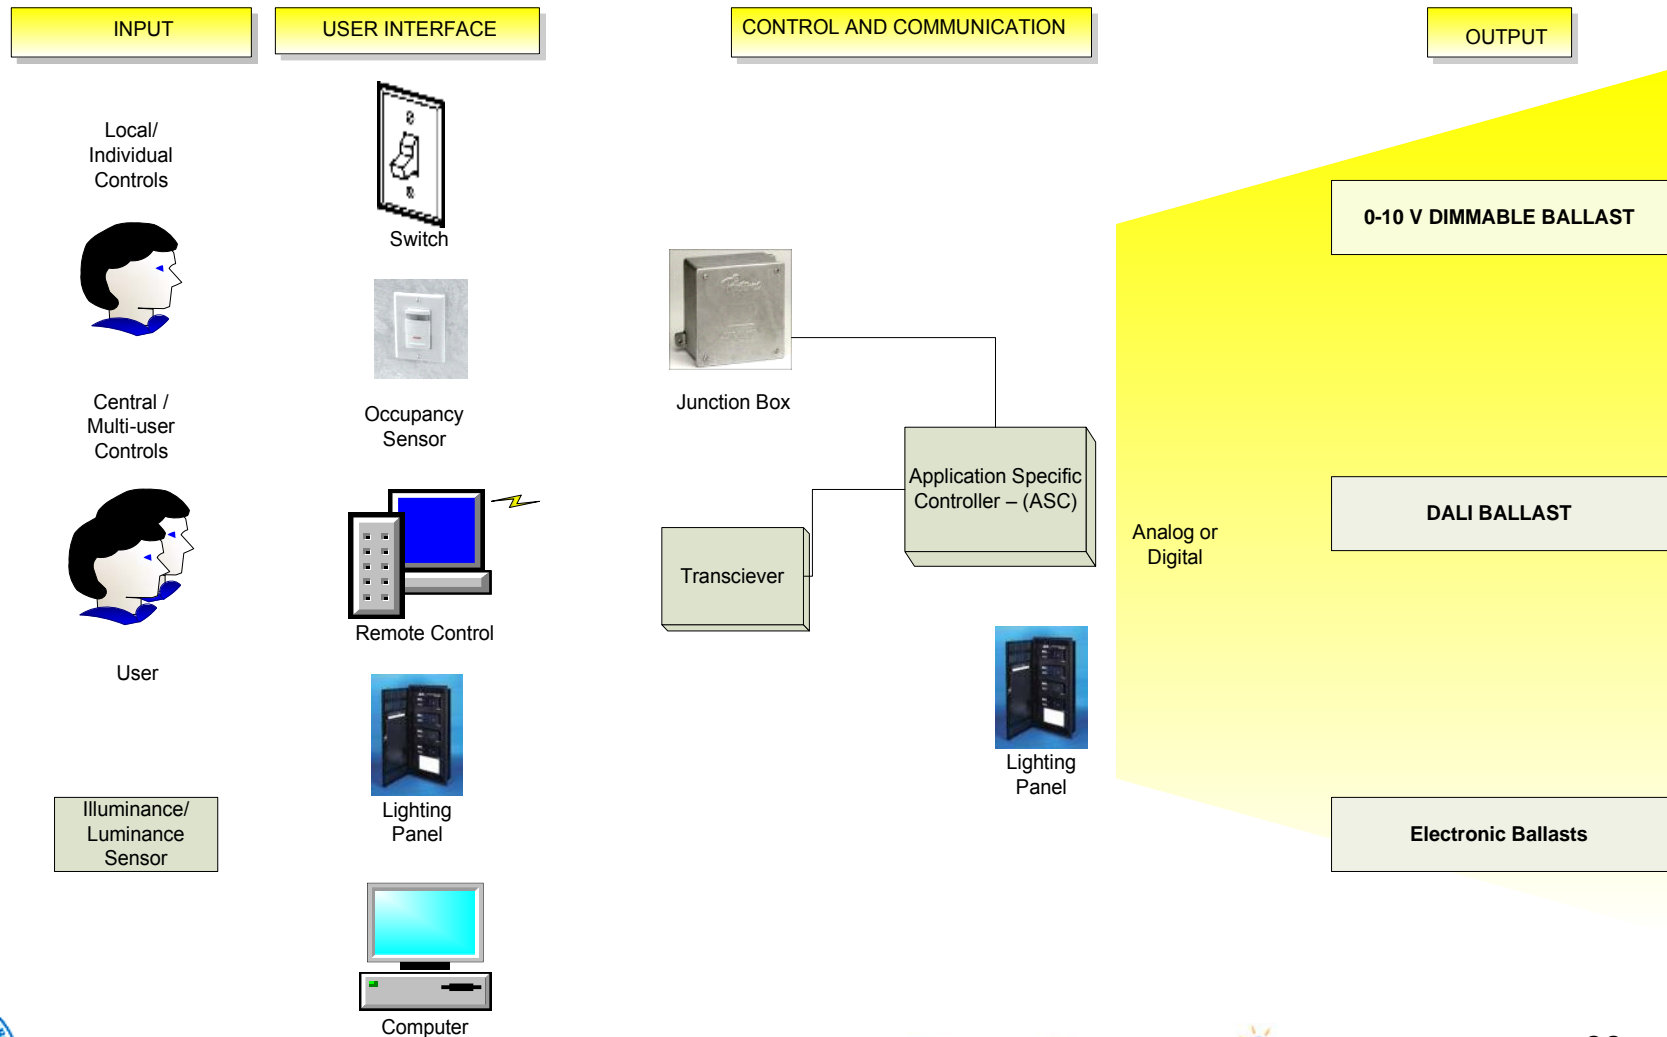 INPUT
USER INTERFACE
CONTROL AND COMMUNICATION
OUTPUT
Local/
Individual
Controls
Central /
Multi-user
Controls
User
Illuminance/
Luminance
Sensor
Switch
Occupancy
Sensor
Remote Control
Lighting
Panel
Computer
Junction Box
Application Specific
Controller – (ASC)
Transciever
Lighting
Panel
Analog or
Digital
0-10 V DIMMABLE BALLAST
DALI BALLAST
Electronic Ballasts